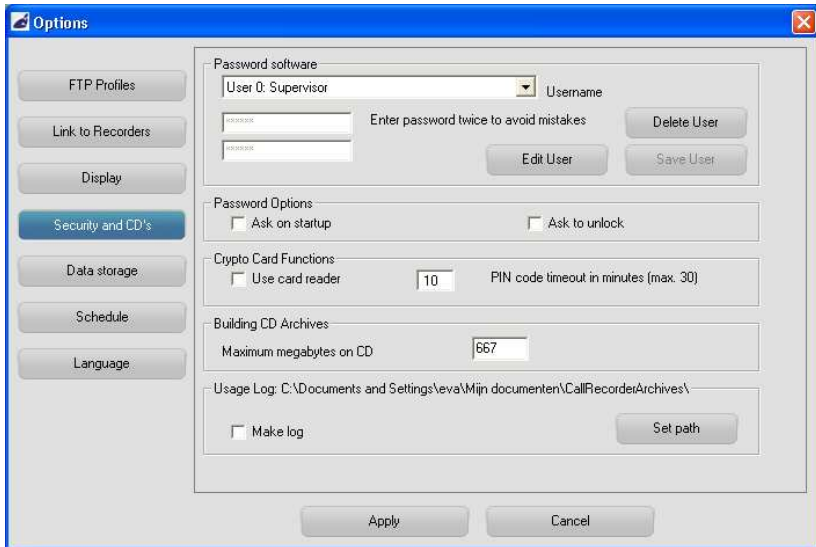 Options
FTP Profiles
Link to Recorders
Display
Security and CD's
Data storage
Schedule
Language
Password software
User 0: Supervisor
Username
xxxxxx
Enter password twice to avoid mistakes
Delete User
xxxxxx
Edit User
Save User
Password Options
Ask on startup
Ask to unlock
Crypto Card Functions
Use card reader
10
PIN code timeout in minutes (max. 30)
Building CD Archives
Maximum megabytes on CD
667
Usage Log: C:\Documents and Settings\eva\Mijn documenten\CallRecorderArchives\
Make log
Set path
Apply
Cancel